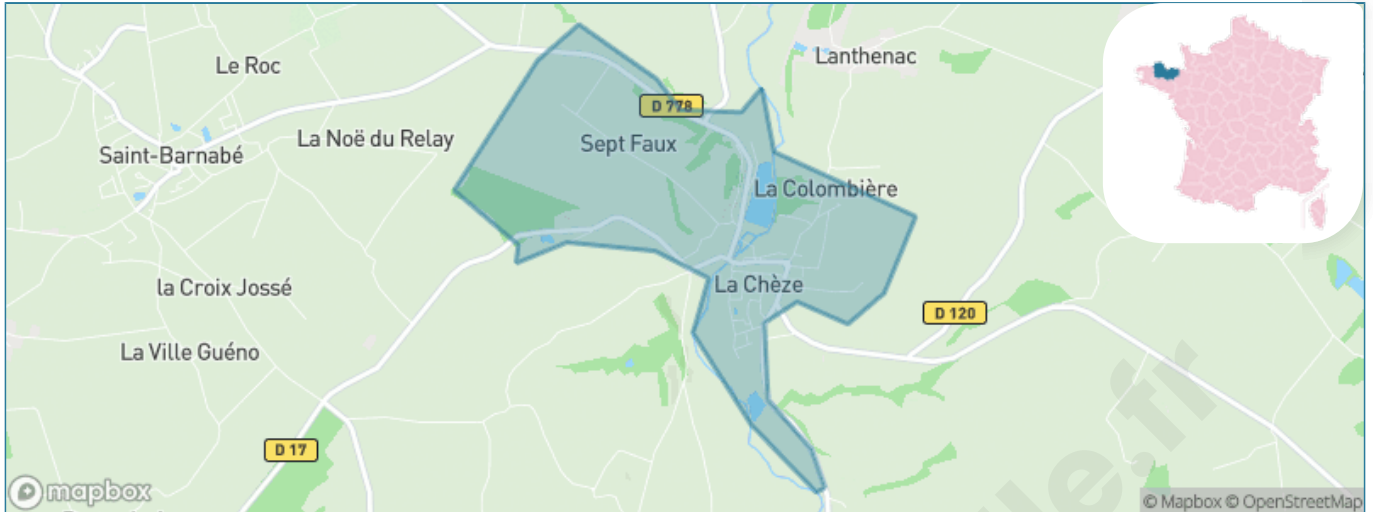 Lanthenac
Le Roc
D 778
La Noë du Relay
Sept Faux
Saint-Barnabé
La Colombière
la Croix Jossé
La Chèze
D 120
La Ville Guéno
D 17
mapbox
© Mapbox © OpenStreetMap